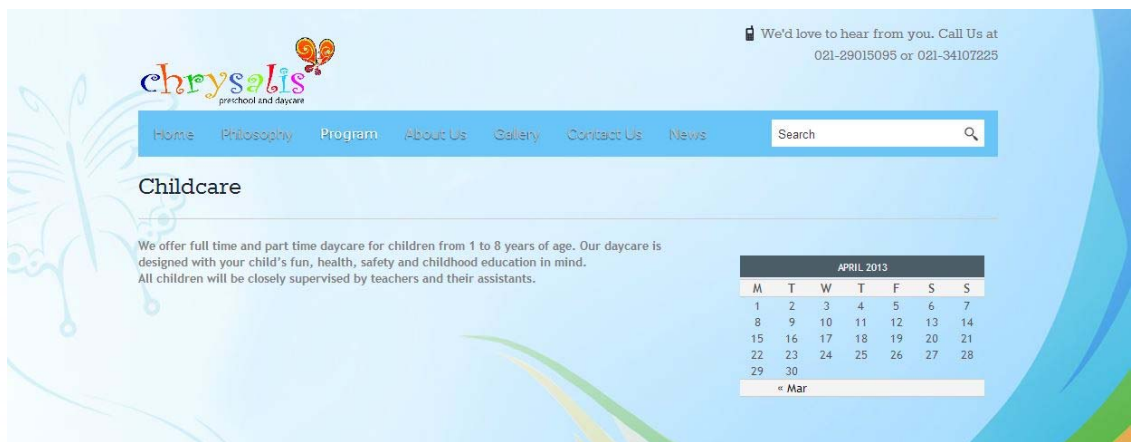 We'd love to hear from you. Call Us at
021-29015095 or 021-34107225
chrysalis
preschool and daycare
Home Philosophy Program About Us Gallery Contact Us News Search
Childcare
We offer full time and part time daycare for children from 1 to 8 years of age. Our daycare is
designed with your child's fun, health, safety and childhood education in mind.
All children will be closely supervised by teachers and their assistants.
APRIL 2013
M T W T F S S
1 2 3 4 5 6 7
8 9 10 11 12 13 14
15 16 17 18 19 20 21
22 23 24 25 26 27 28
29 30
« Mar